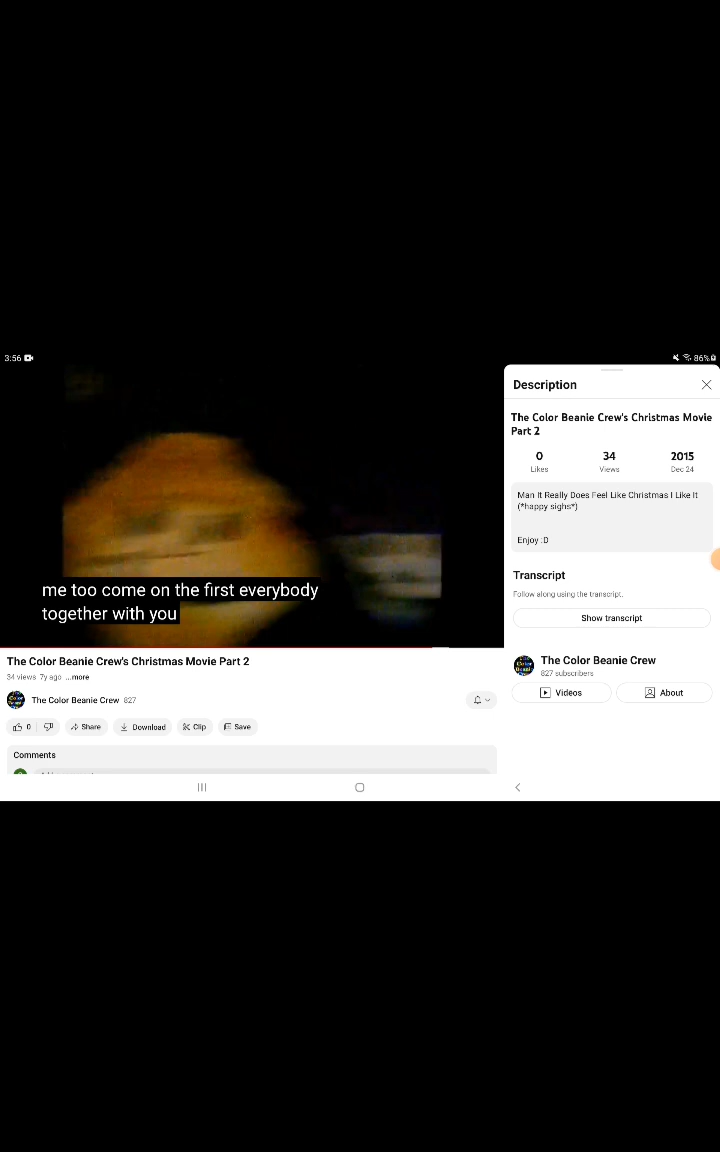 3:56
86%
me too come on the first everybody
together with you
The Color Beanie Crew's Christmas Movie Part 2
34 views 7y ago ...more
The Color Beanie Crew 827
0 Share Download Clip Save
Comments
Description
The Color Beanie Crew's Christmas Movie
Part 2
0 34 2015
Likes Views Dec 24
Man It Really Does Feel Like Christmas I Like It
(*happy sighs*)
Enjoy :D
Transcript
Follow along using the transcript.
Show transcript
The Color Beanie Crew
827 subscribers
Videos About